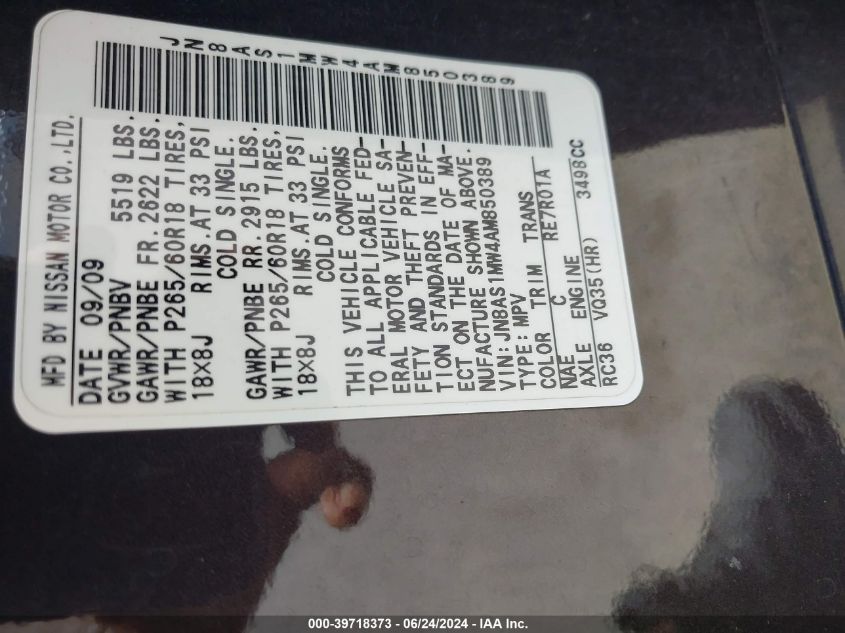 JN8AS1MW4AM850389
MFD BY NISSAN MOTOR CO.,LTD.
DATE 09/09
GVWR/PNBV 5519 LBS.
GAWR/PNBE FR. 2622 LBS.
WITH P265/60R18 TIRES,
18X8J RIMS.AT 33 PSI
COLD SINGLE.
GAWR/PNBE RR. 2915 LBS.
WITH P265/60R18 TIRES,
18X8J RIMS.AT 33 PSI
COLD SINGLE.
THIS VEHICLE CONFORMS
TO ALL APPLICABLE FED-
ERAL MOTOR VEHICLE SA-
FETY AND THEFT PREVEN-
TION STANDARDS IN EFF-
ECT ON THE DATE OF MA-
NUFACTURE SHOWN ABOVE.
VIN:JN8AS1MW4AM850389
TYPE: MPV
COLOR TRIM TRANS
NAE C RE7R01A
AXLE ENGINE
RC36 VQ35(HR) 3498CC
000-39718373 - 06/24/2024 - IAA Inc.